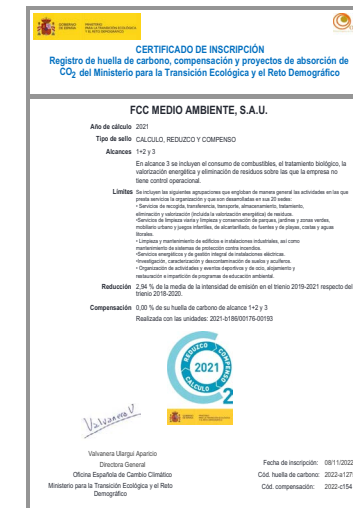 GOBIERNO DE ESPAÑA
MINISTERIO PARA LA TRANSICIÓN ECOLÓGICA Y EL RETO DEMOGRÁFICO
CERTIFICADO DE INSCRIPCIÓN
Registro de huella de carbono, compensación y proyectos de absorción de
CO2 del Ministerio para la Transición Ecológica y el Reto Demográfico
FCC MEDIO AMBIENTE, S.A.U.
Año de cálculo 2021
Tipo de sello CALCULO, REDUZCO Y COMPENSO
Alcances 1+2 y 3
En alcance 3 se incluyen el consumo de combustibles, el tratamiento biológico, la
valorización energética y eliminación de residuos sobre las que la empresa no
tiene control operacional.
Límites Se incluyen las siguientes agrupaciones que engloban de manera general las actividades en las que
presta servicios la organización y que son desarrolladas en sus 20 sedes:
• Servicios de recogida, transferencia, transporte, almacenamiento, tratamiento,
eliminación y valorización (incluida la valorización energética) de residuos.
•Servicios de limpieza viaria y limpieza y conservación de parques, jardines y zonas verdes,
mobiliario urbano y juegos infantiles, de alcantarillado, de fuentes y de playas, costas y aguas
litorales.
• Limpieza y mantenimiento de edificios e instalaciones industriales, así como
mantenimiento de sistemas de protección contra incendios.
•Servicios energéticos y de gestión integral de instalaciones eléctricas.
•Investigación, caracterización y descontaminación de suelos y acuíferos.
• Organización de actividades y eventos deportivos y de ocio, alojamiento y
restauración e impartición de programas de educación ambiental.
Reducción 2,94 % de la media de la intensidad de emisión en el trienio 2019-2021 respecto del
trienio 2018-2020.
Compensación 0,00 % de su huella de carbono de alcance 1+2 y 3
Realizada con las unidades: 2021-b186/00176-00193
REDUZCO COMPENSO
2021
CALCULO
2
Valvanera U
Valvanera Ulargui Aparicio
Directora General
Oficina Española de Cambio Climático
Ministerio para la Transición Ecológica y el Reto
Demográfico
Fecha de inscripción: 08/11/2022
Cód. huella de carbono: 2022-a127
Cód. compensación: 2022-c154